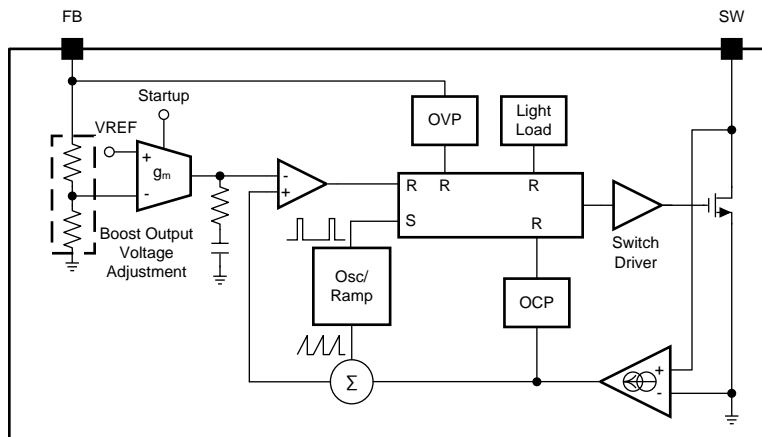 FB
SW
Startup
VREF
+
-
gm
OVP
Light
Load
-
+
R
R
R
S
R
Boost Output
Voltage
Adjustment
Switch
Driver
Osc/
Ramp
OCP
Σ
+
-